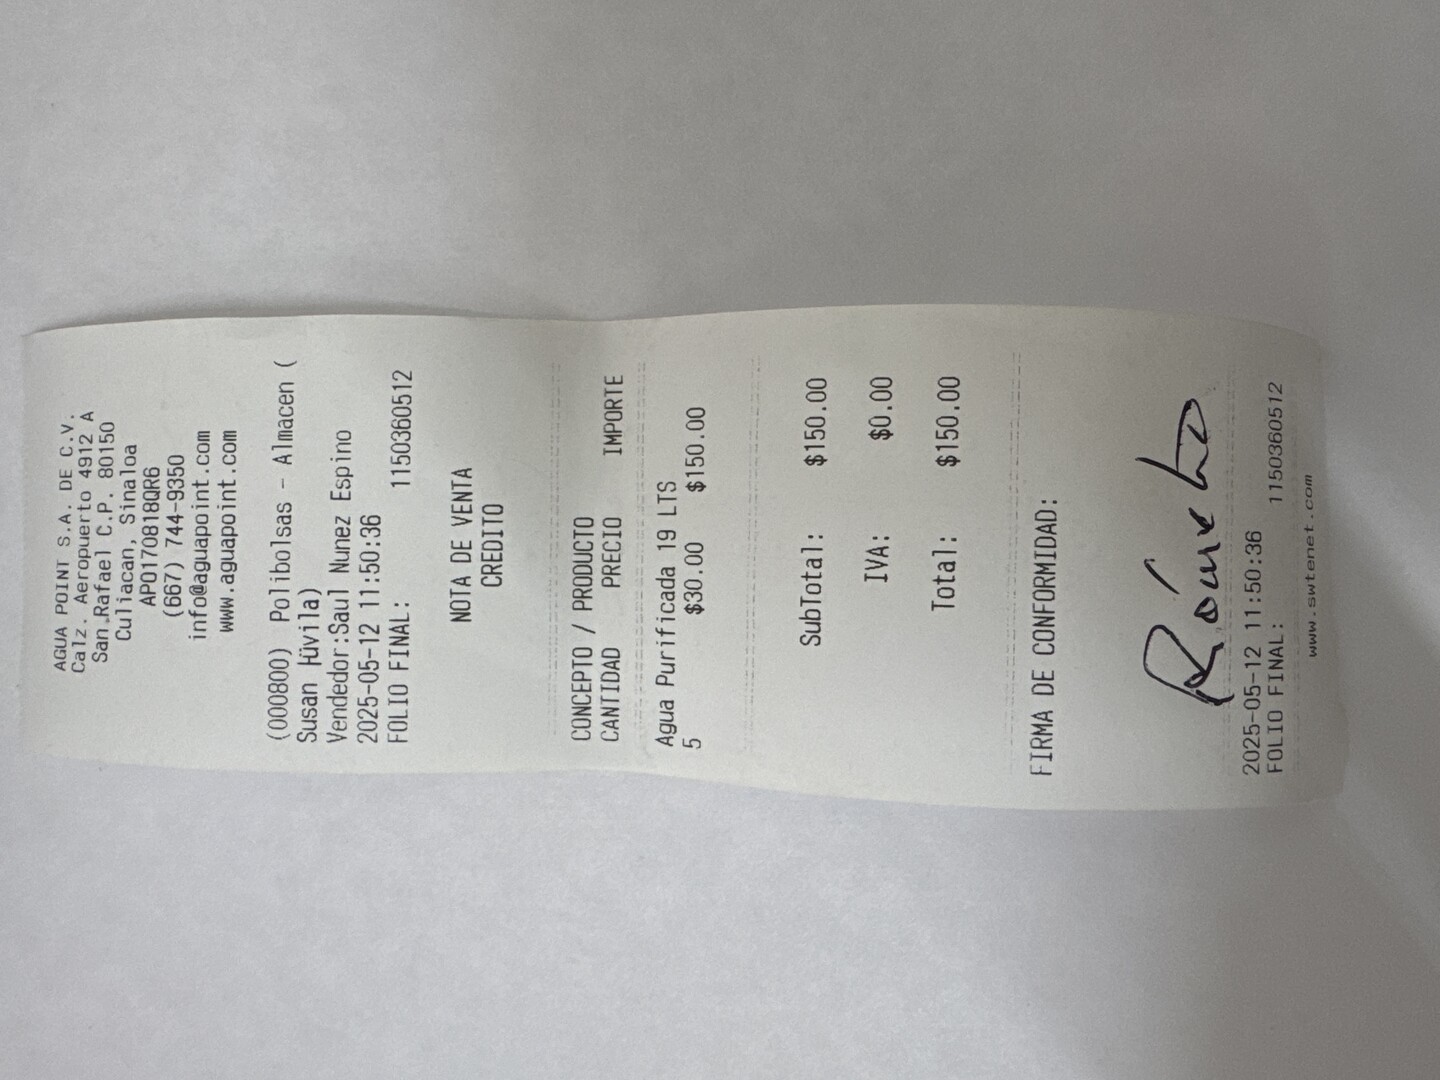 AGUA POINT S.A. DE C.V.
Calz. Aeropuerto 4912 A
San Rafael C.P. 80150
Culiacan, Sinaloa
APO170818QR6
(667) 744-9350
info@aguapoint.com
www.aguapoint.com
(000800) Polibolsas - Almacen (
Susan Huvila)
Vendedor:Saul Nunez Espino
2025-05-12 11:50:36
FOLIO FINAL: 1150360512
NOTA DE VENTA
CREDITO
CONCEPTO / PRODUCTO
CANTIDAD PRECIO IMPORTE
Agua Purificada 19 LTS
5 $30.00 $150.00
SubTotal: $150.00
IVA: $0.00
Total: $150.00
FIRMA DE CONFORMIDAD:
2025-05-12 11:50:36
FOLIO FINAL: 1150360512
www.swtenet.com